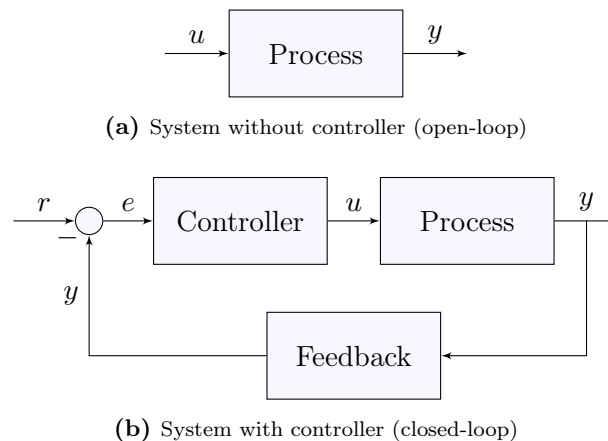 u
Process
y
(a) System without controller (open-loop)
r
−
e
Controller
u
Process
y
y
Feedback
(b) System with controller (closed-loop)